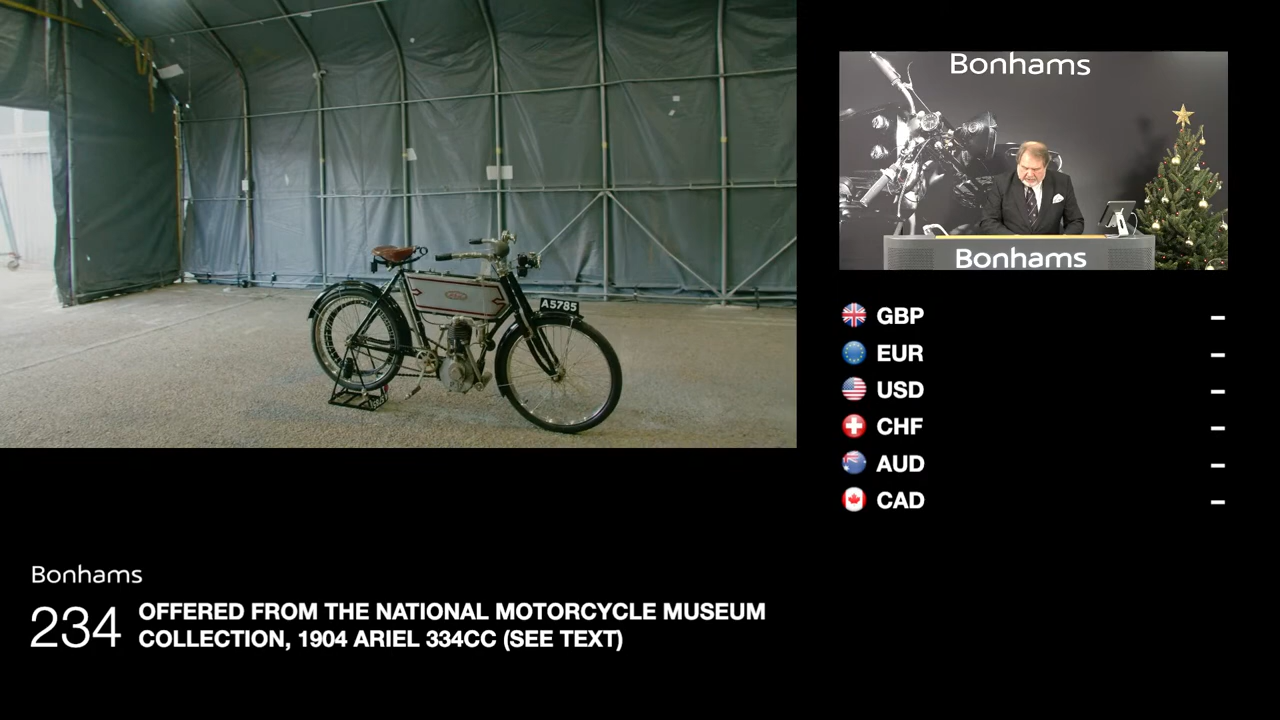 A5785
Bonhams
Bonhams
GBP –
EUR –
USD –
CHF –
AUD –
CAD –
Bonhams
234 OFFERED FROM THE NATIONAL MOTORCYCLE MUSEUM
COLLECTION, 1904 ARIEL 334CC (SEE TEXT)